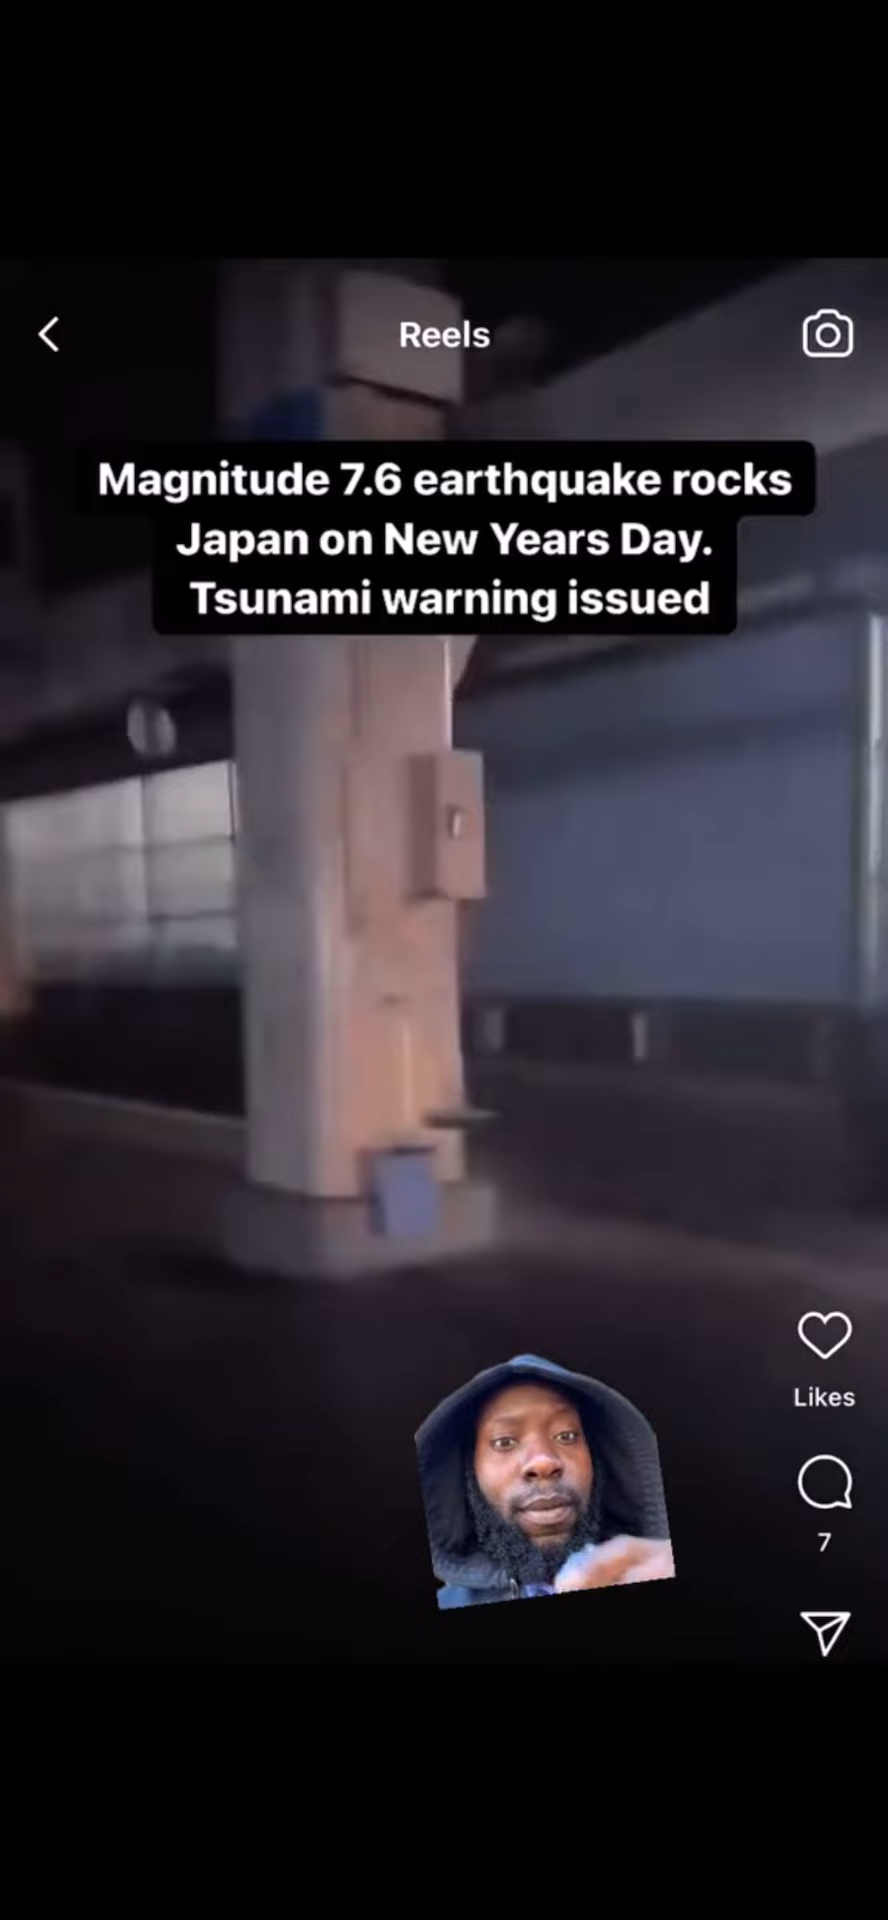 Reels
Magnitude 7.6 earthquake rocks
Japan on New Years Day.
Tsunami warning issued
Likes
7